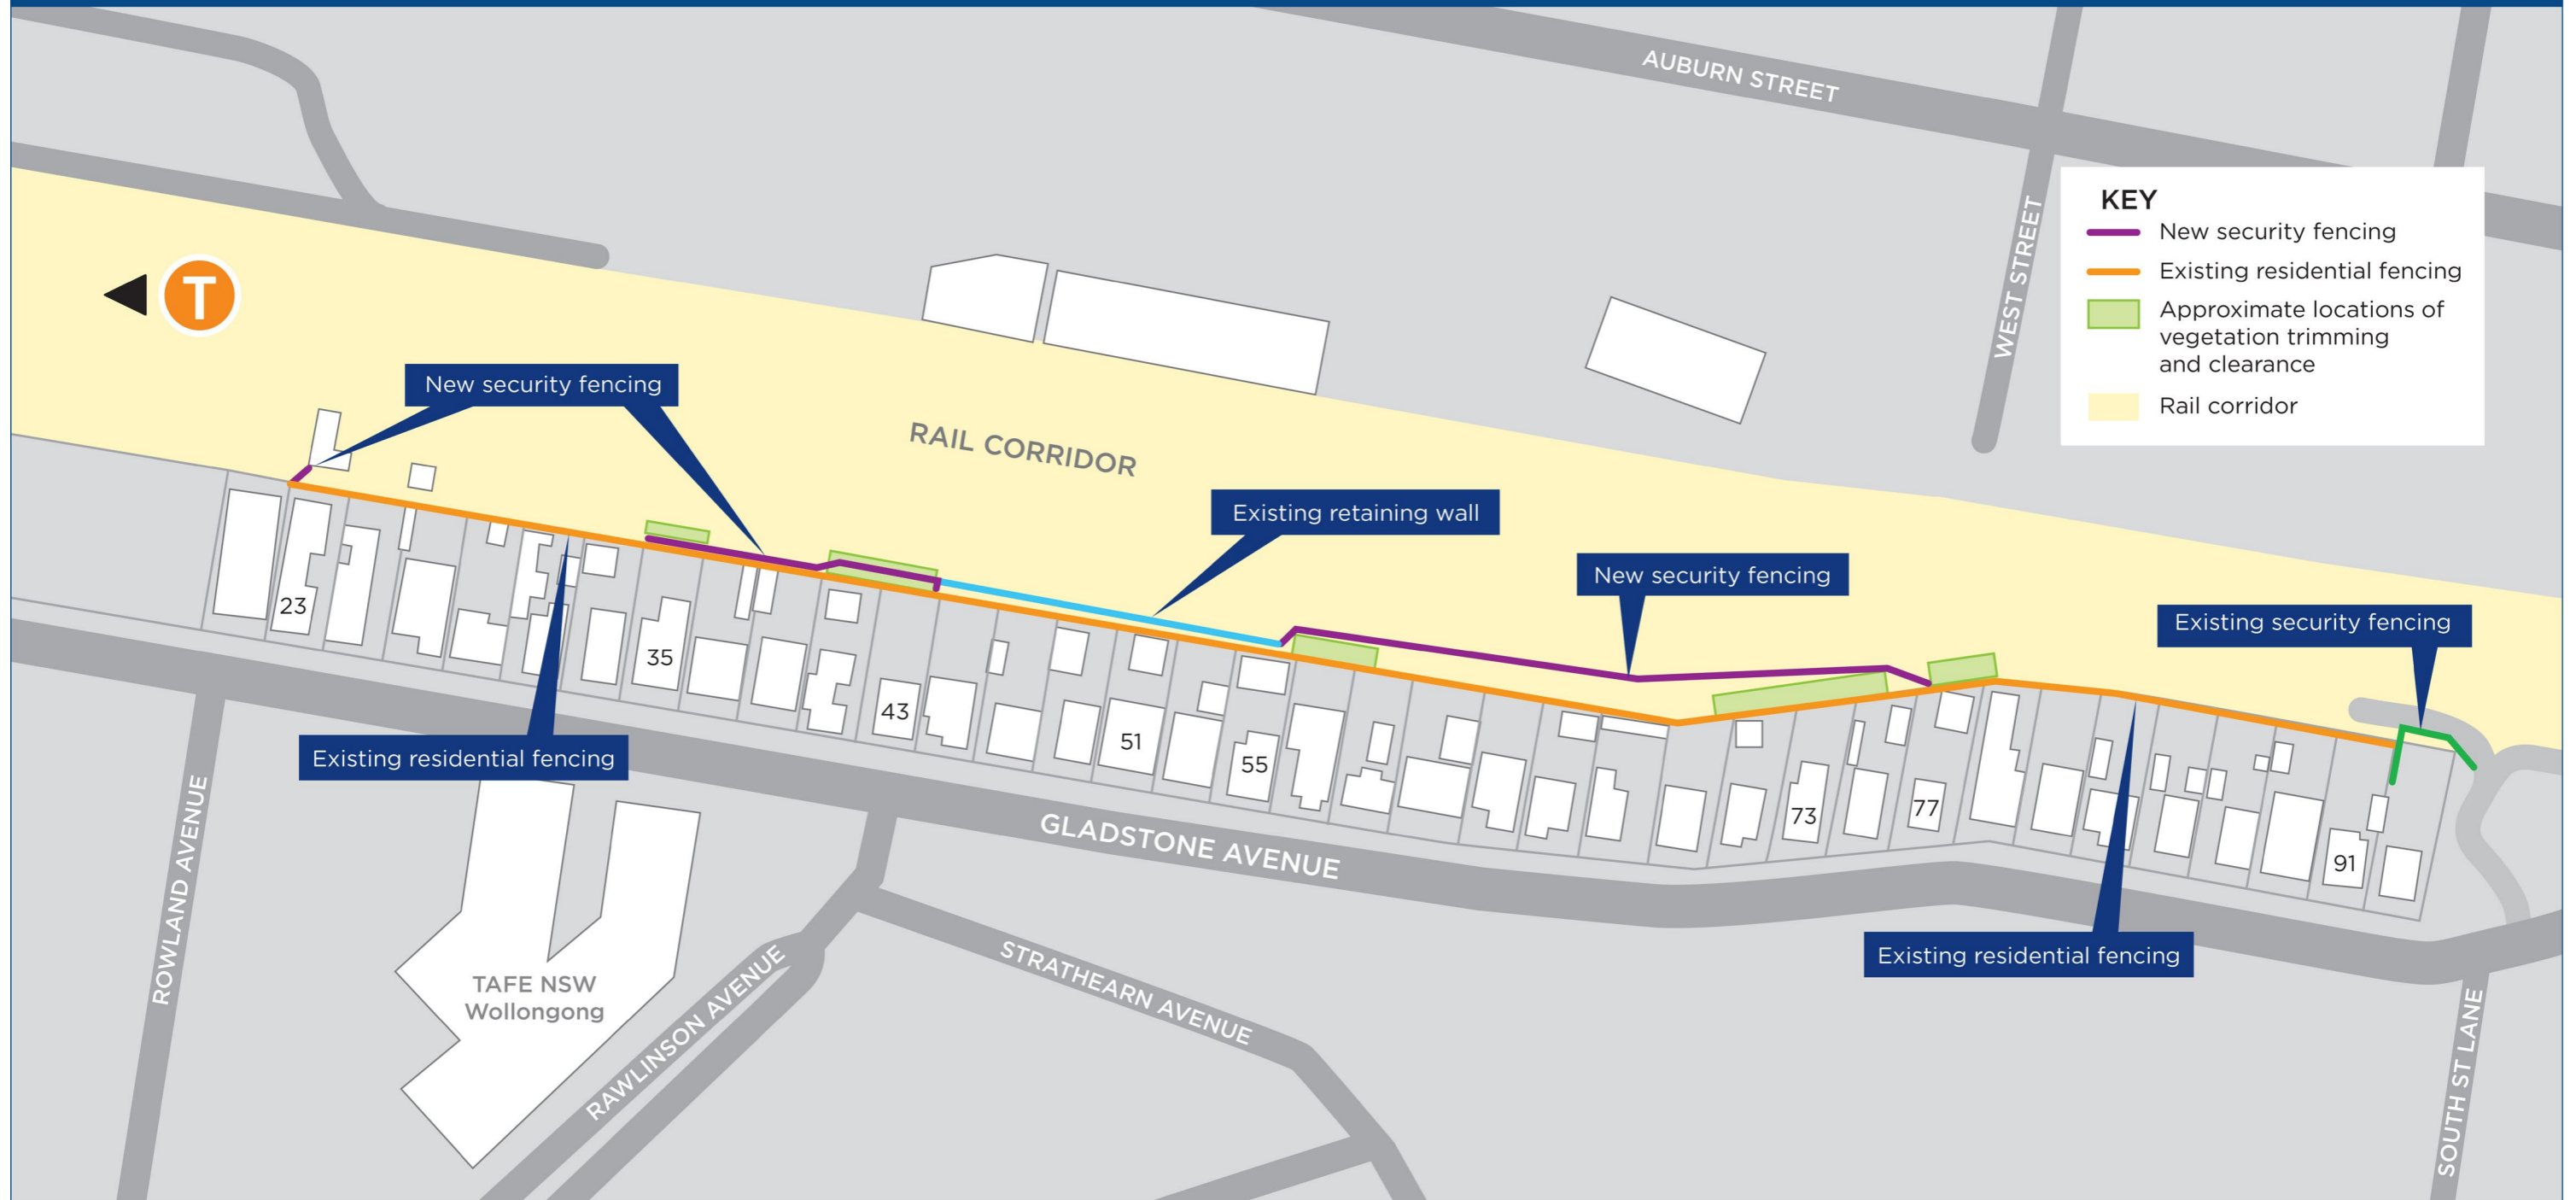 AUBURN STREET
WEST STREET
KEY
New security fencing
Existing residential fencing
Approximate locations of
vegetation trimming
and clearance
Rail corridor
T
New security fencing
RAIL CORRIDOR
Existing retaining wall
New security fencing
Existing security fencing
23
35
43
51
55
73
77
91
Existing residential fencing
GLADSTONE AVENUE
Existing residential fencing
ROWLAND AVENUE
TAFE NSW
Wollongong
RAWLINSON AVENUE
STRATHEARN AVENUE
SOUTH ST LANE